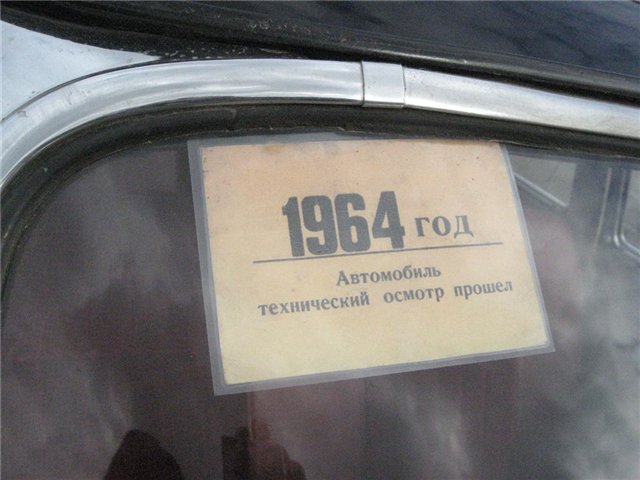 1964 год
Автомобиль
технический осмотр прошел